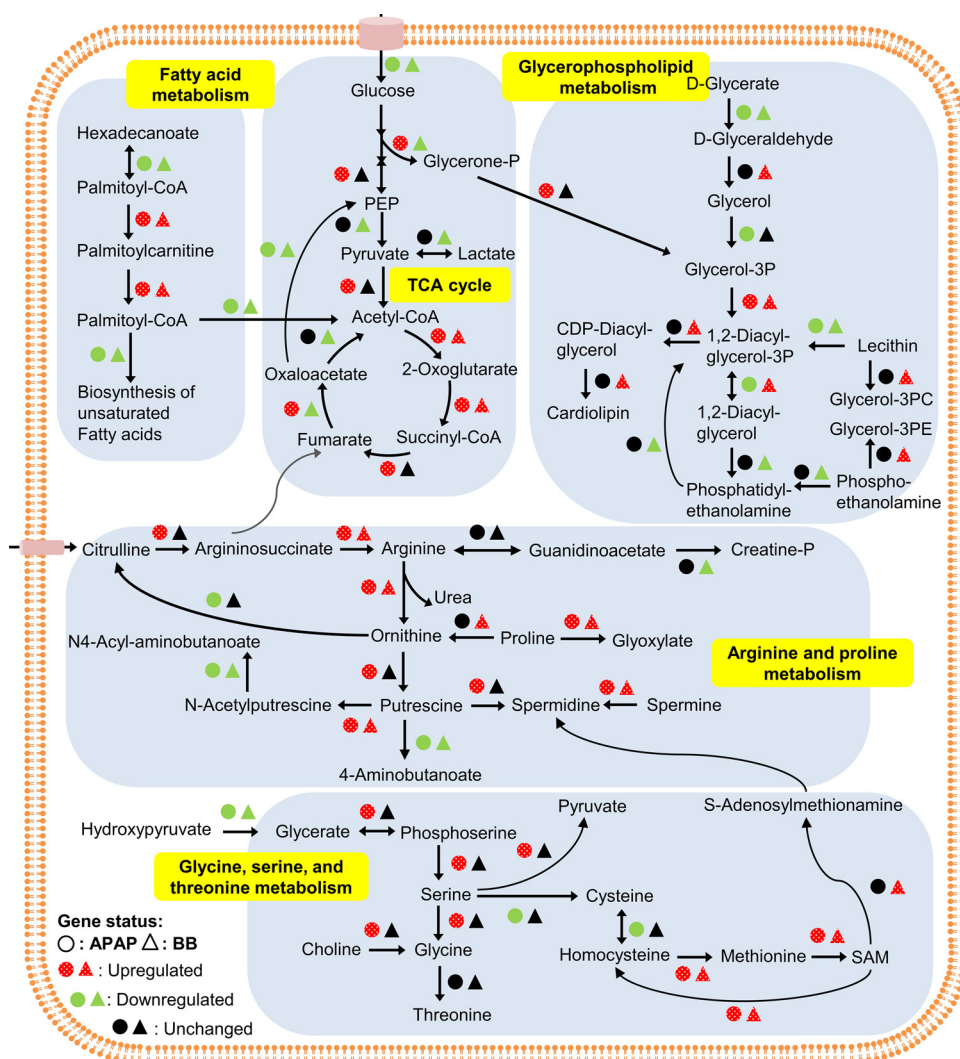 Fatty acid
metabolism
Hexadecanoate
Palmitoyl-CoA
Palmitoylcarnitine
Palmitoyl-CoA
Biosynthesis of
unsaturated
Fatty acids
Glucose
Glycerone-P
PEP
Pyruvate
Lactate
TCA cycle
Acetyl-CoA
2-Oxoglutarate
Oxaloacetate
Succinyl-CoA
Fumarate
Glycerophospholipid
metabolism
D-Glycerate
D-Glyceraldehyde
Glycerol
Glycerol-3P
CDP-Diacyl-
glycerol
1,2-Diacyl-
glycerol-3P
Lecithin
Cardiolipin
1,2-Diacyl-
glycerol
Glycerol-3PC
Glycerol-3PE
Phosphatidyl-
ethanolamine
Phospho-
ethanolamine
Citrulline
Argininosuccinate
Arginine
Guanidinoacetate
Creatine-P
Urea
Ornithine
Proline
Glyoxylate
N4-Acyl-aminobutanoate
Arginine and proline
metabolism
N-Acetylputrescine
Putrescine
Spermidine
Spermine
4-Aminobutanoate
Hydroxypyruvate
Glycerate
Phosphoserine
Pyruvate
S-Adenosylmethionamine
Glycine, serine, and
threonine metabolism
Serine
Cysteine
Choline
Glycine
Homocysteine
Methionine
SAM
Threonine
Gene status:
: APAP : BB
: Upregulated
: Downregulated
: Unchanged